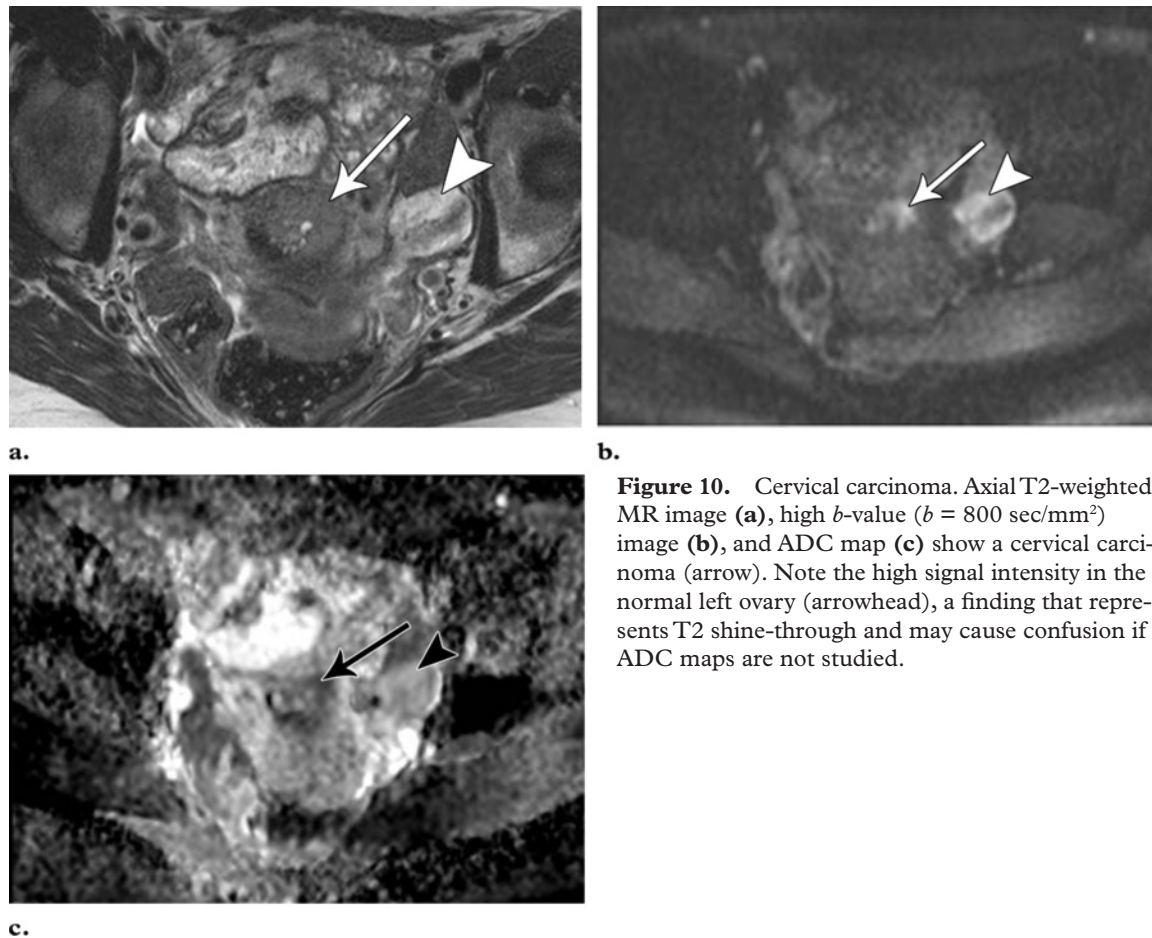 a.
b.
Figure 10. Cervical carcinoma. Axial T2-weighted
MR image (a), high b-value (b = 800 sec/mm²)
image (b), and ADC map (c) show a cervical carci-
noma (arrow). Note the high signal intensity in the
normal left ovary (arrowhead), a finding that repre-
sents T2 shine-through and may cause confusion if
ADC maps are not studied.
c.